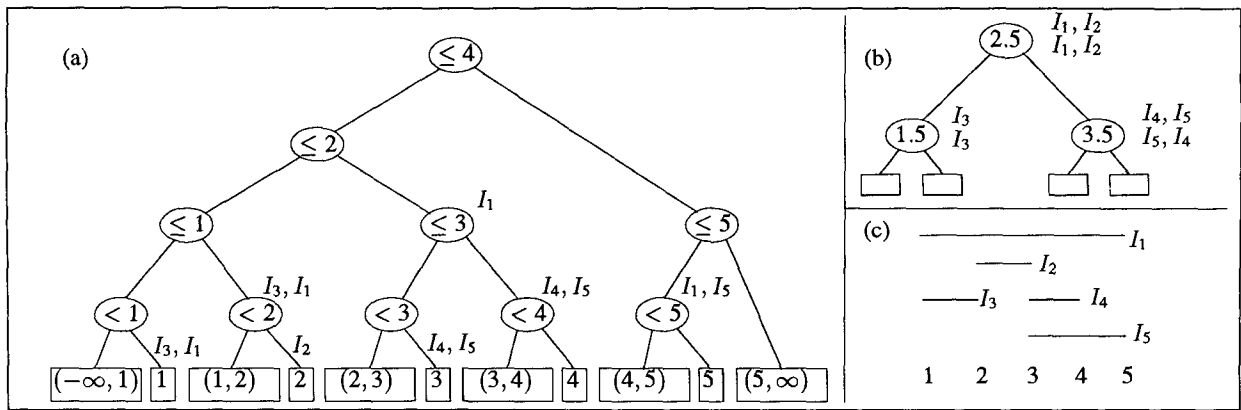 (a)
≤ 4
≤ 2
≤ 1
≤ 3
I₁
≤ 5
< 1
< 2
I₃, I₁
< 3
< 4
I₄, I₅
< 5
I₁, I₅
I₃, I₁
I₂
I₄, I₅
(−∞, 1)
1
(1, 2)
2
(2, 3)
3
(3, 4)
4
(4, 5)
5
(5, ∞)
(b)
2.5
I₁, I₂
I₁, I₂
1.5
I₃
I₃
3.5
I₄, I₅
I₅, I₄
(c)
I₁
I₂
I₃
I₄
I₅
1 2 3 4 5